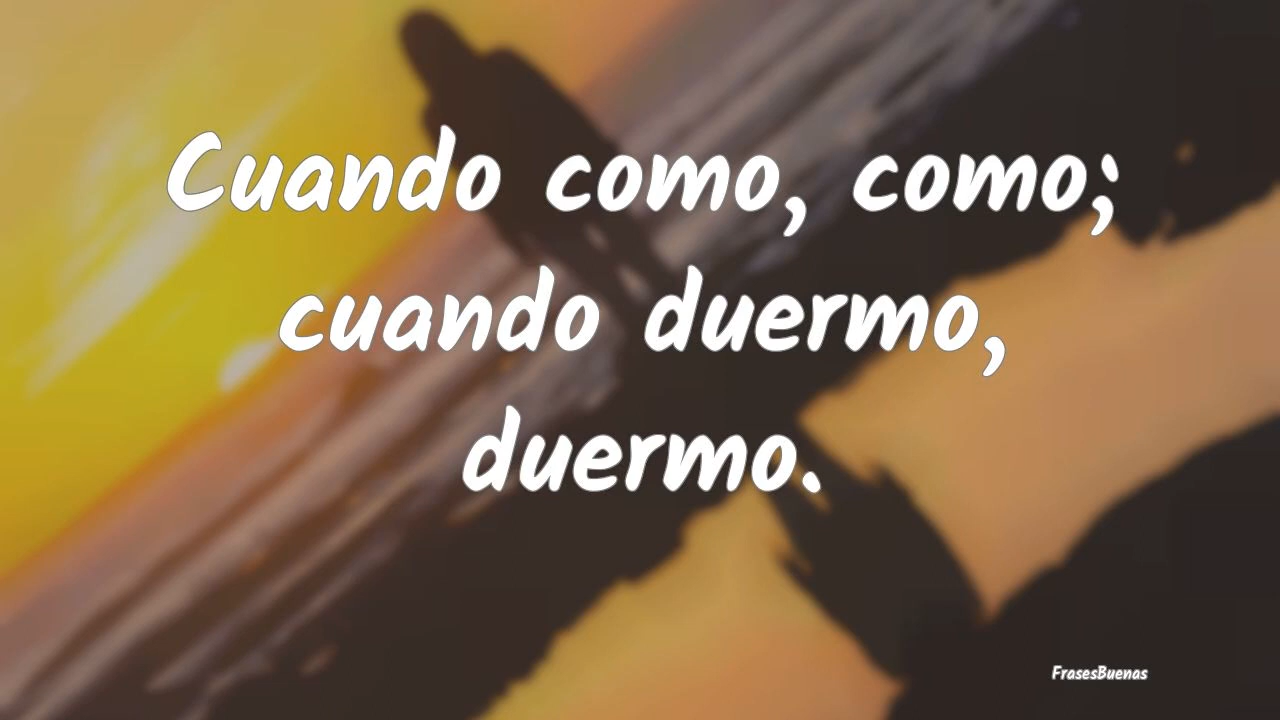 Cuando como, como;
cuando duermo,
duermo.
FrasesBuenas